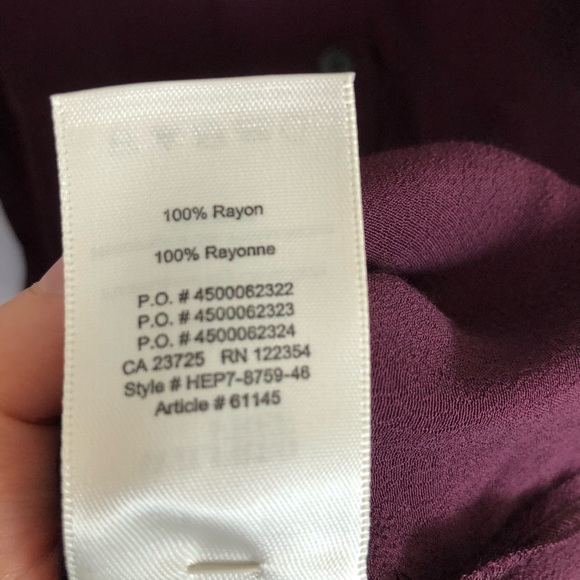 100% Rayon
100% Rayonne
P.O. # 4500062322
P.O. # 4500062323
P.O. # 4500062324
CA 23725 RN 122354
Style # HEP7-8759-46
Article # 61145